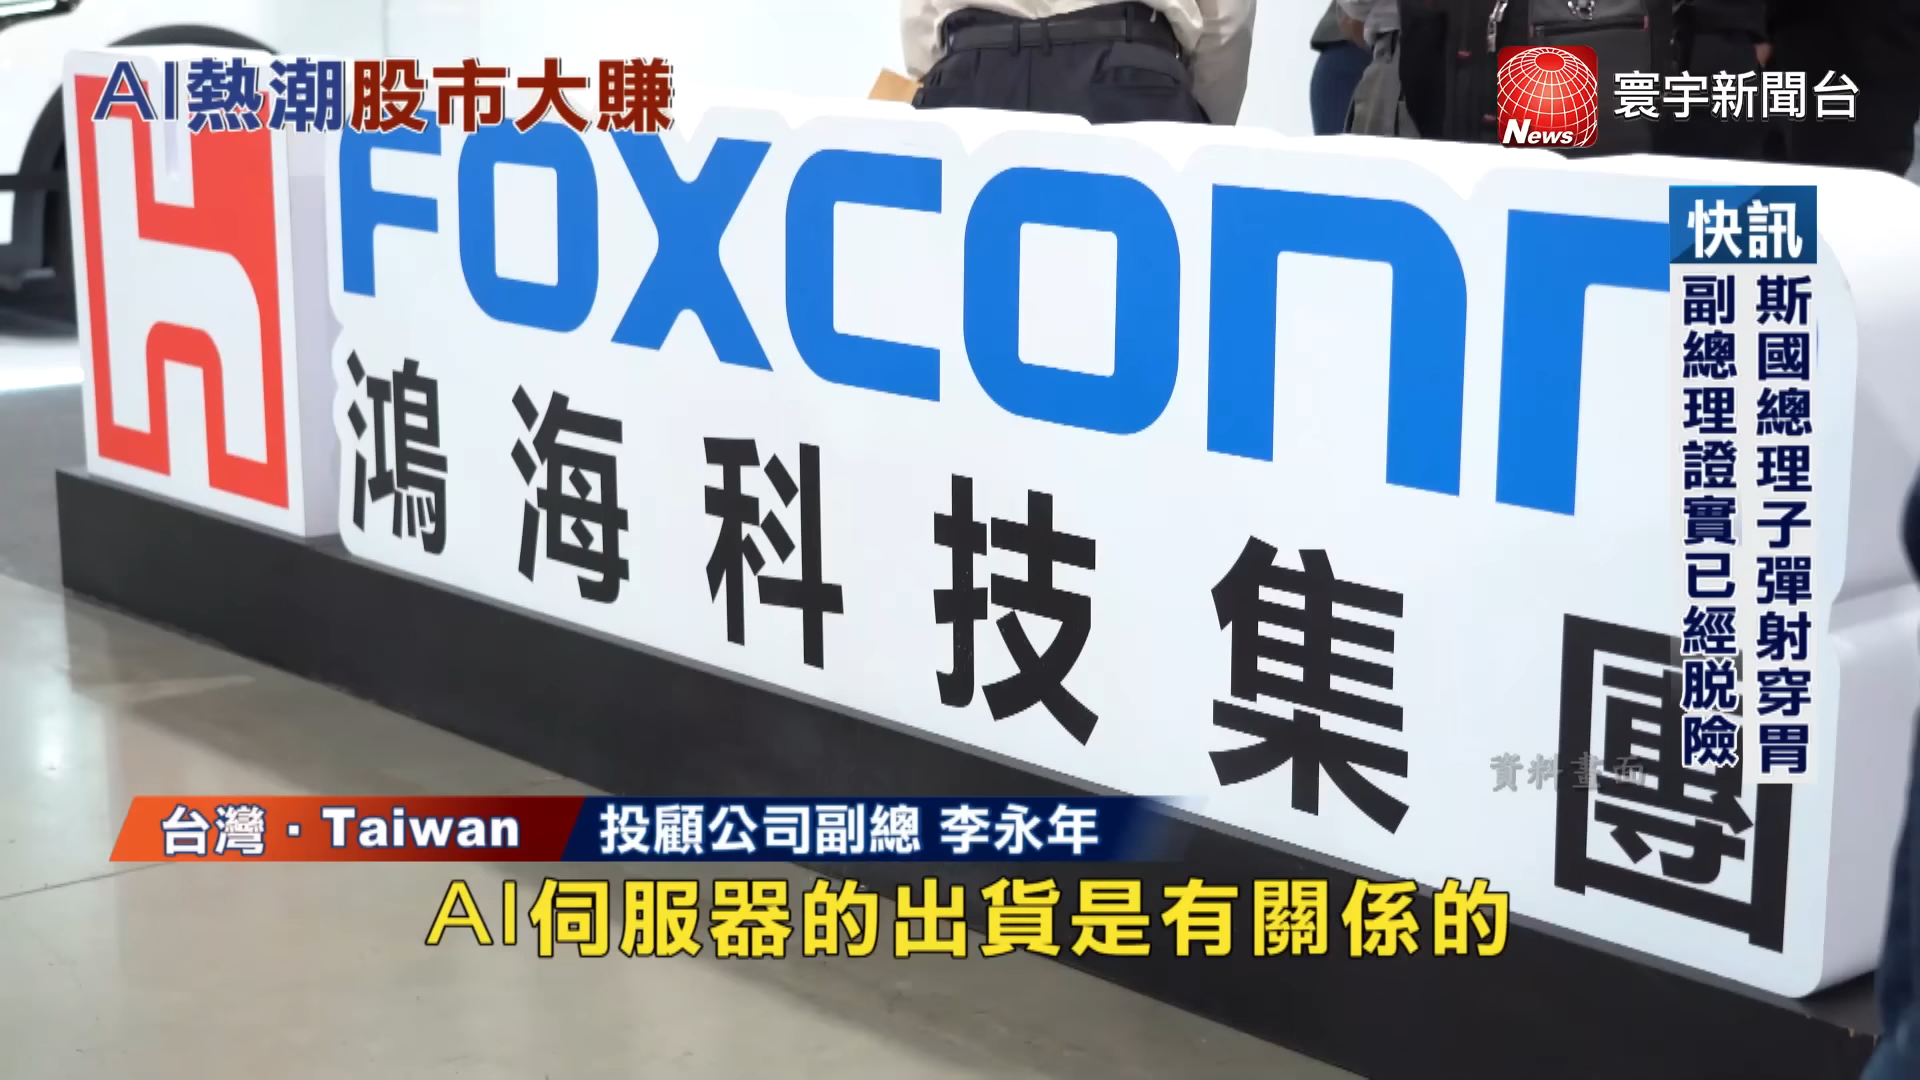 AI熱潮股市大賺
News
寰宇新聞台
快訊
斯國總理子彈射穿胃
副總理證實已經脫險
FOXCONN
鴻海科技集團
資料畫面
台灣·Taiwan
投顧公司副總 李永年
AI伺服器的出貨是有關係的